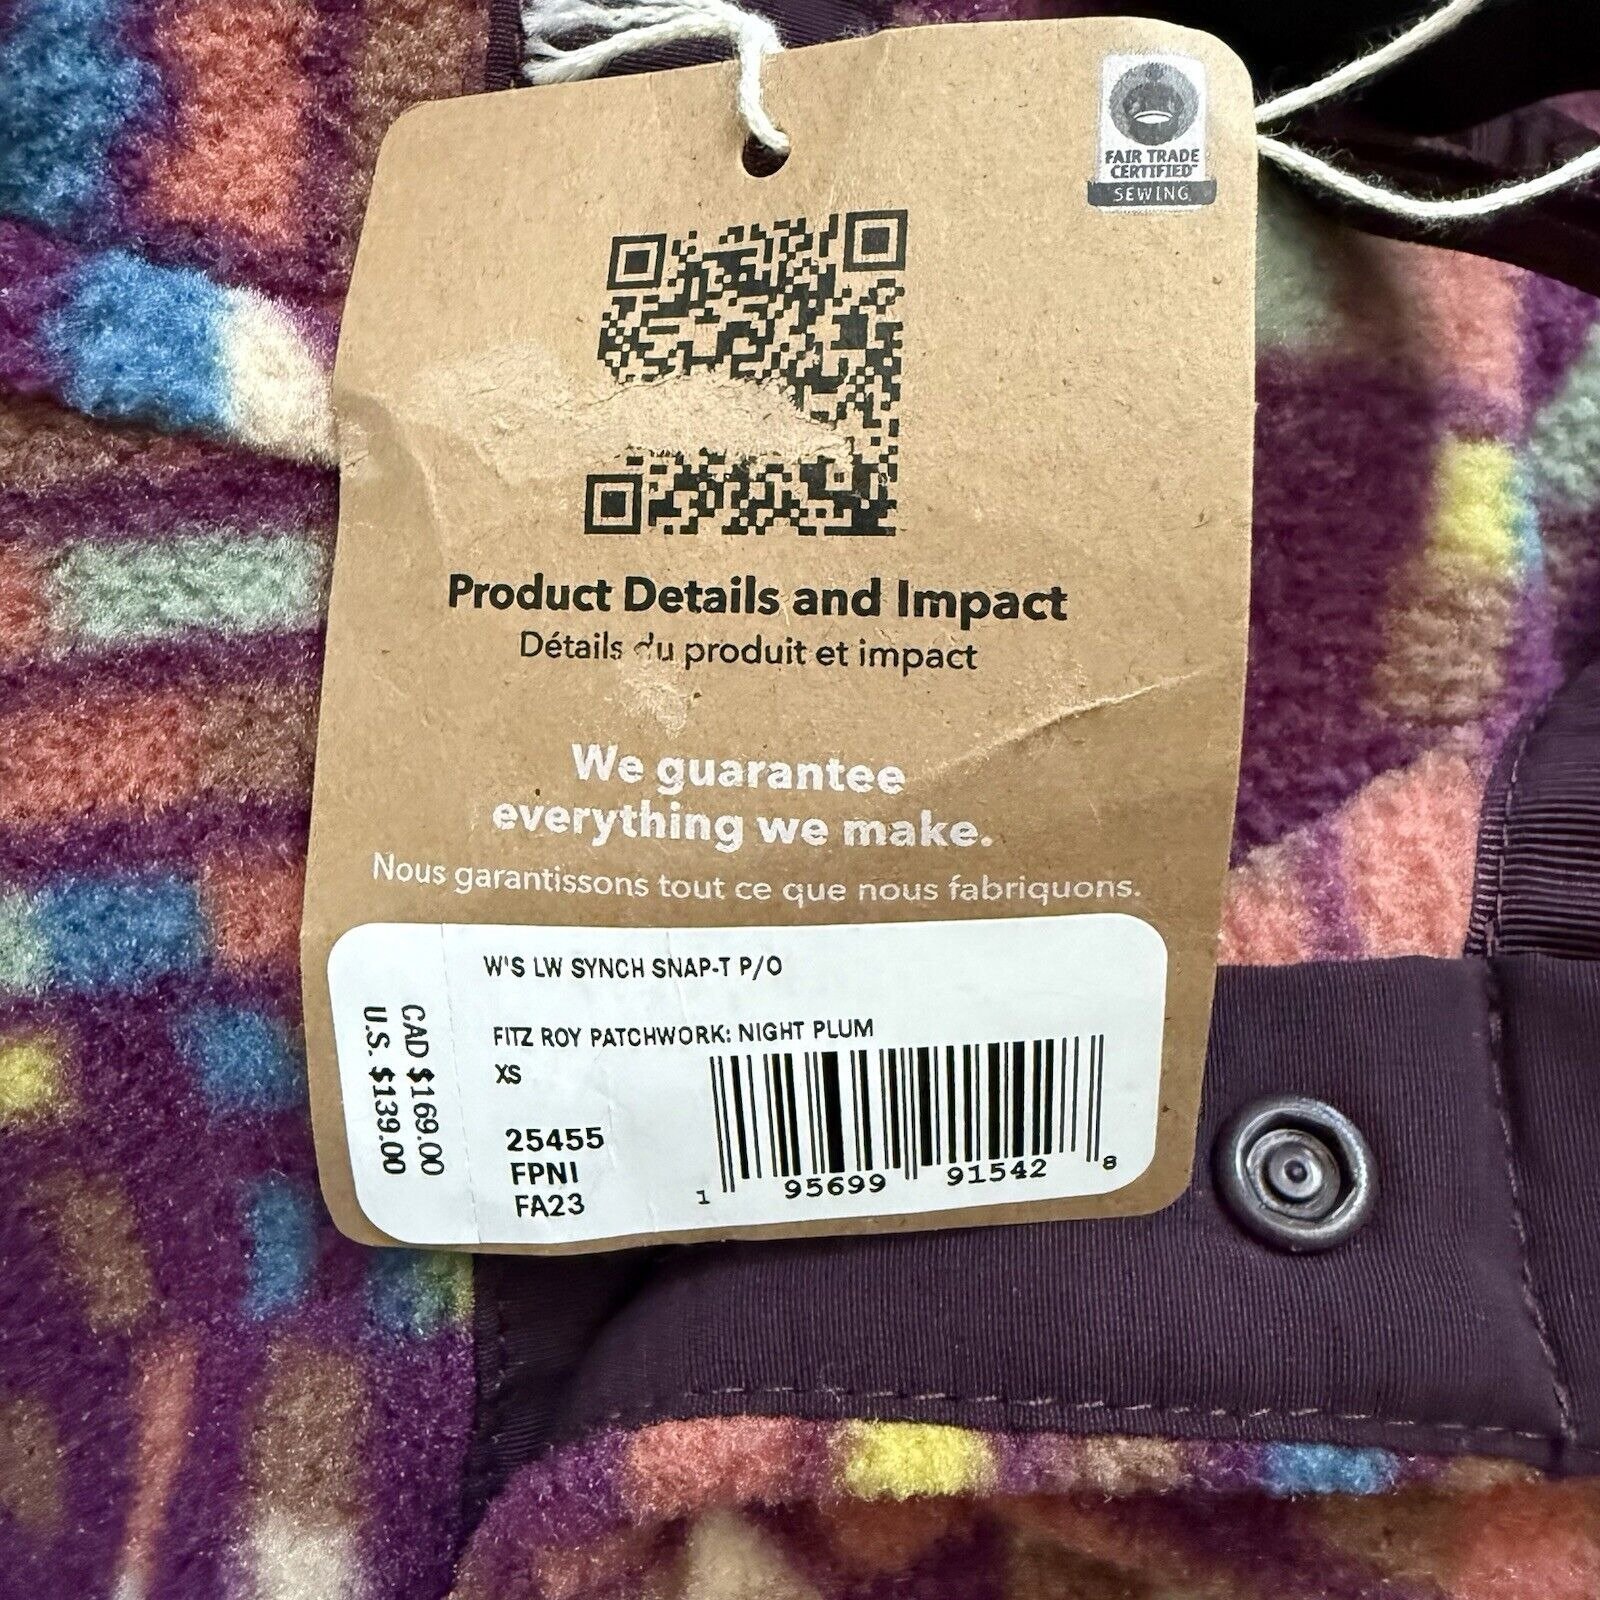 FAIR TRADE
CERTIFIED™
SEWING
Product Details and Impact
Détails du produit et impact
We guarantee
everything we make.
Nous garantissons tout ce que nous fabriquons.
W'S LW SYNCH SNAP-T P/O
FITZ ROY PATCHWORK: NIGHT PLUM
XS
25455
FPNI
FA23
1 95699 91542 8
CAD $169.00
U.S. $139.00